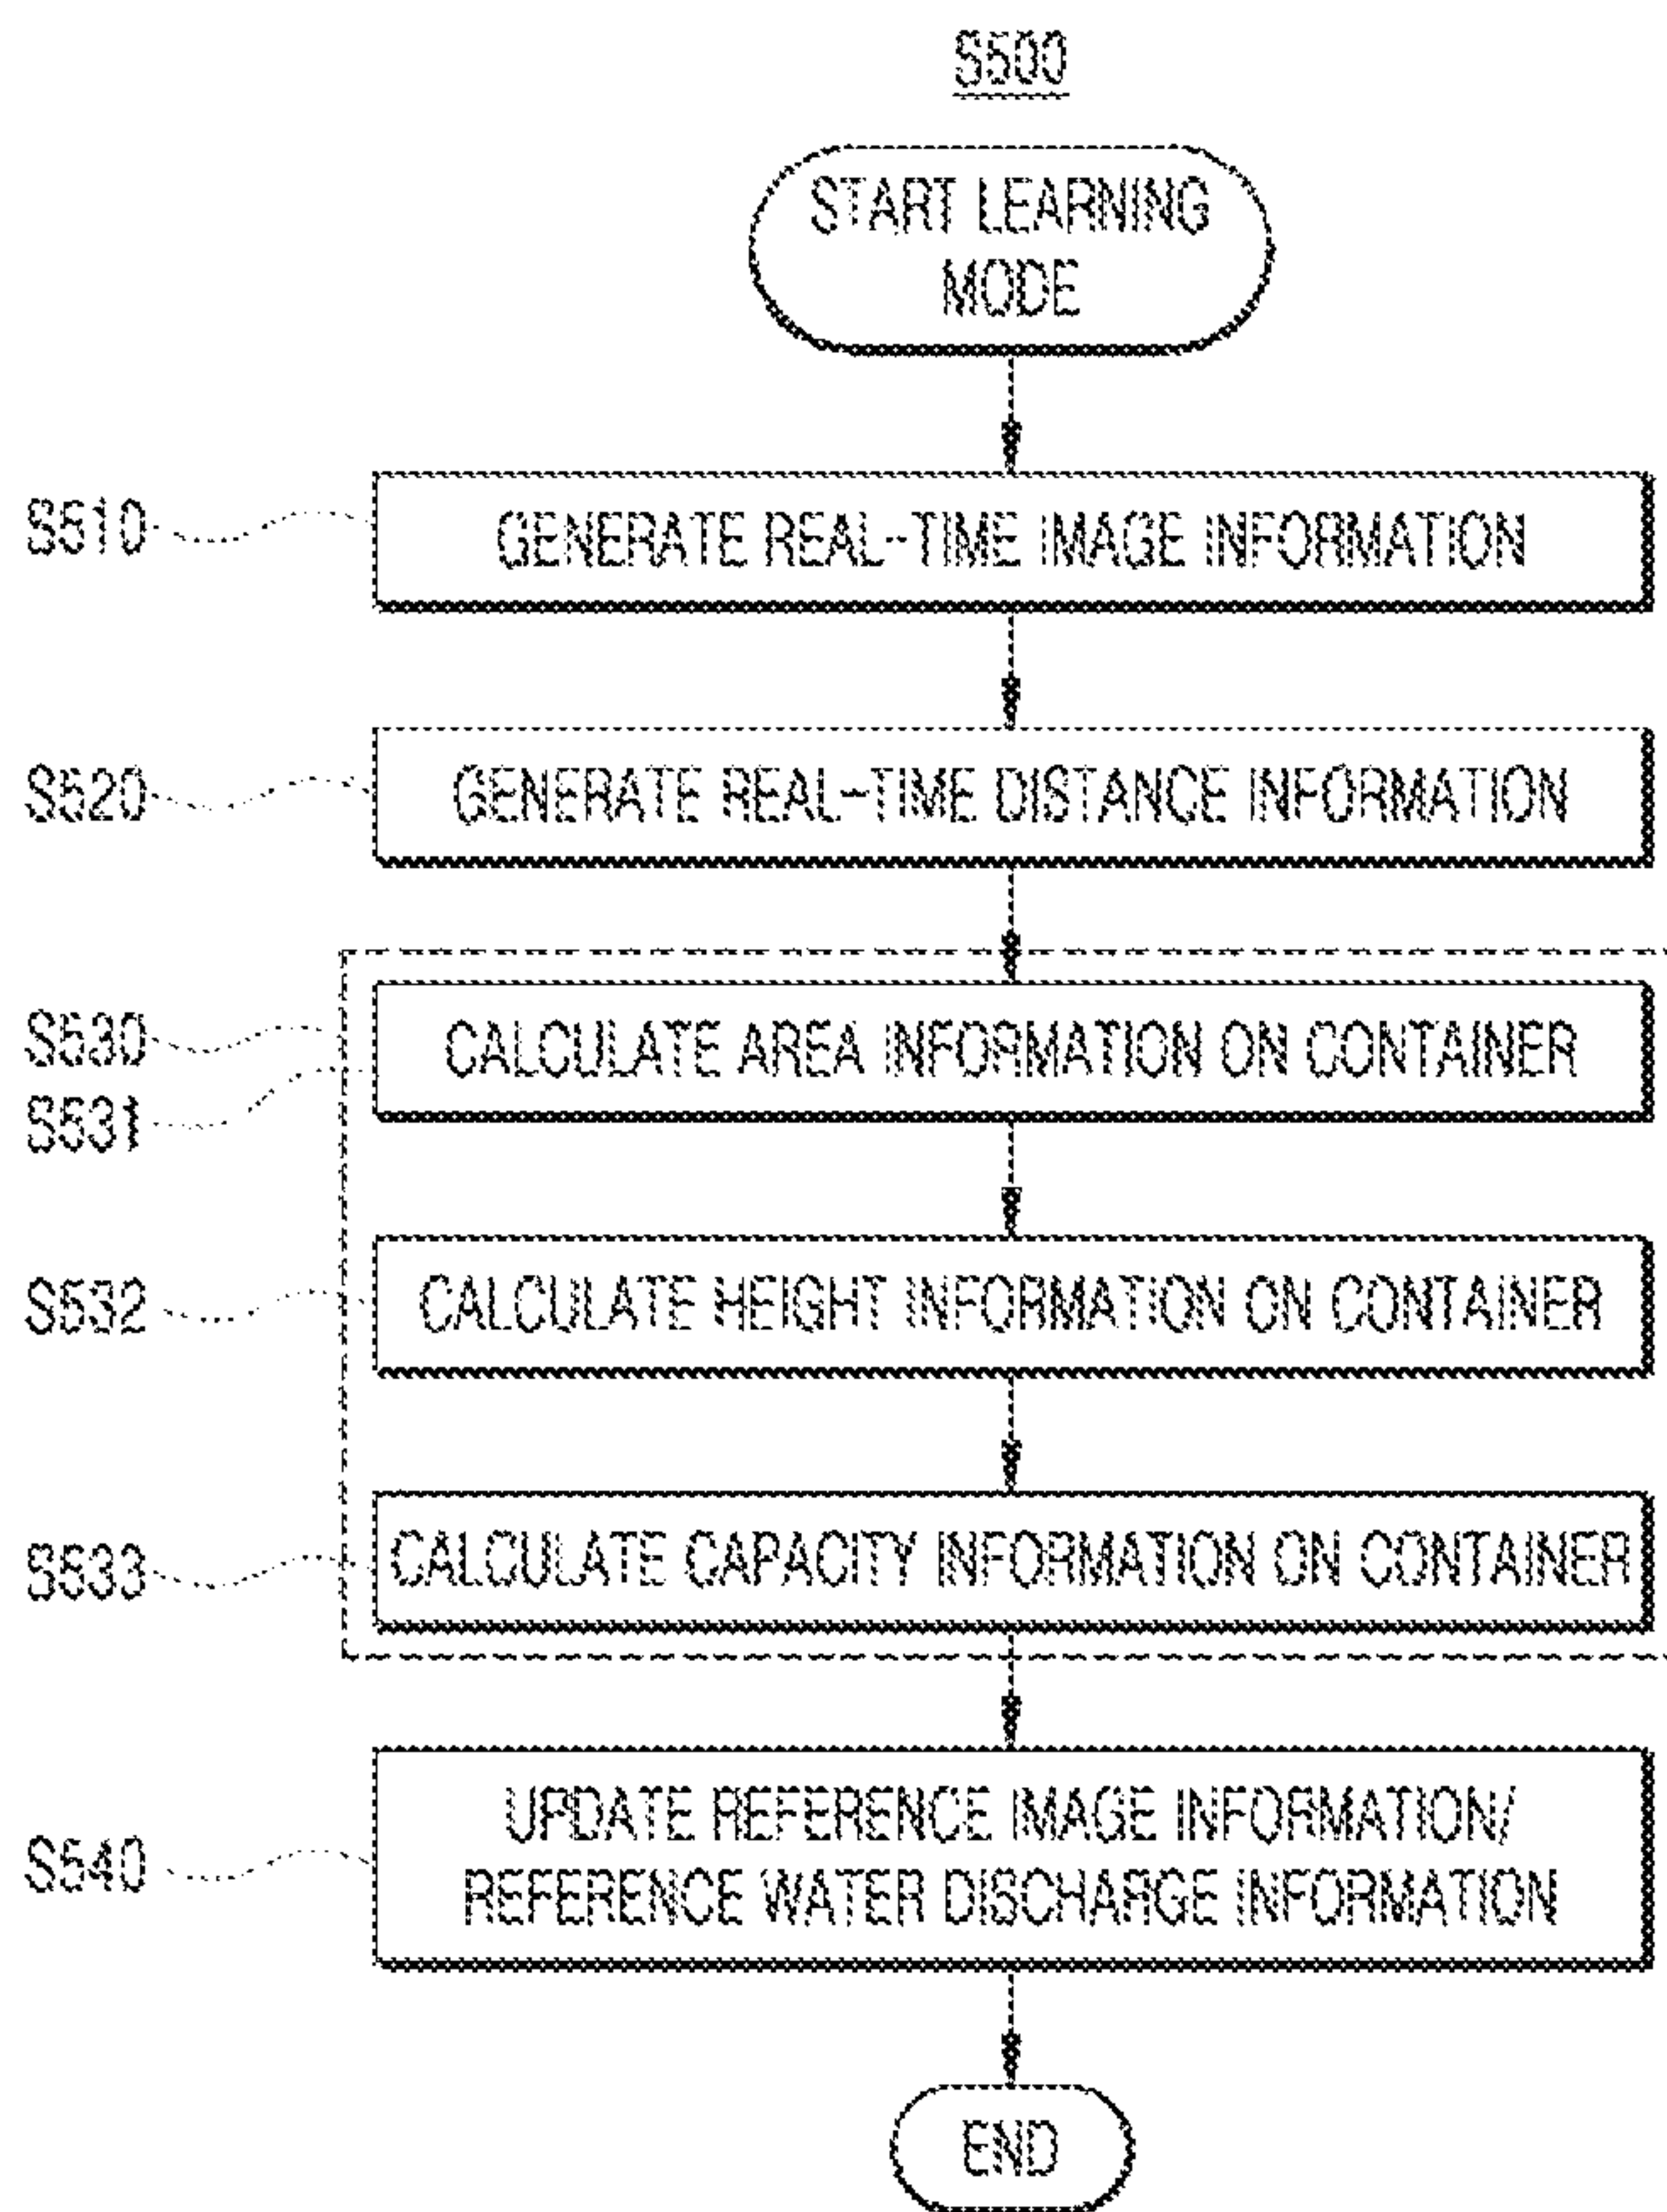 S500
START LEARNING
MODE
S510
GENERATE REAL-TIME IMAGE INFORMATION
S520
GENERATE REAL-TIME DISTANCE INFORMATION
S530
S531
CALCULATE AREA INFORMATION ON CONTAINER
S532
CALCULATE HEIGHT INFORMATION ON CONTAINER
S533
CALCULATE CAPACITY INFORMATION ON CONTAINER
S540
UPDATE REFERENCE IMAGE INFORMATION/
REFERENCE WATER DISCHARGE INFORMATION
END